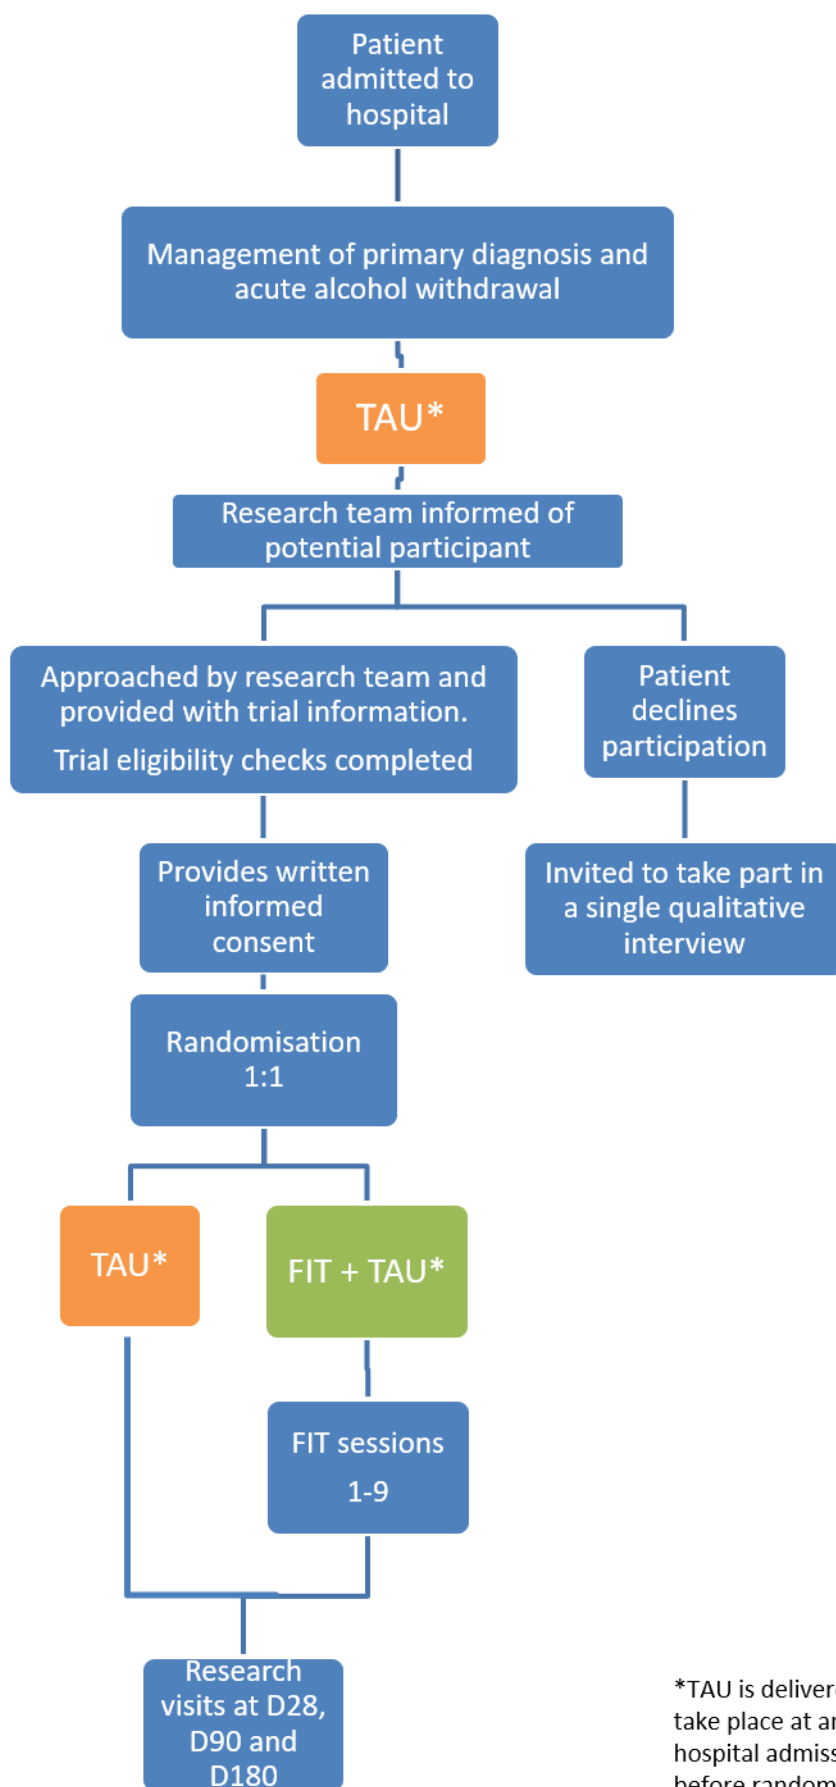 Patient
admitted to
hospital
Management of primary diagnosis and
acute alcohol withdrawal
TAU*
Research team informed of
potential participant
Approached by research team and
provided with trial information.
Trial eligibility checks completed
Patient
declines
participation
Provides written
informed
consent
Invited to take part in
a single qualitative
interview
Randomisation
1:1
TAU*
FIT + TAU*
FIT sessions
1-9
Research
visits at D28,
D90 and
D180
*TAU is deliver
take place at
hospital
before